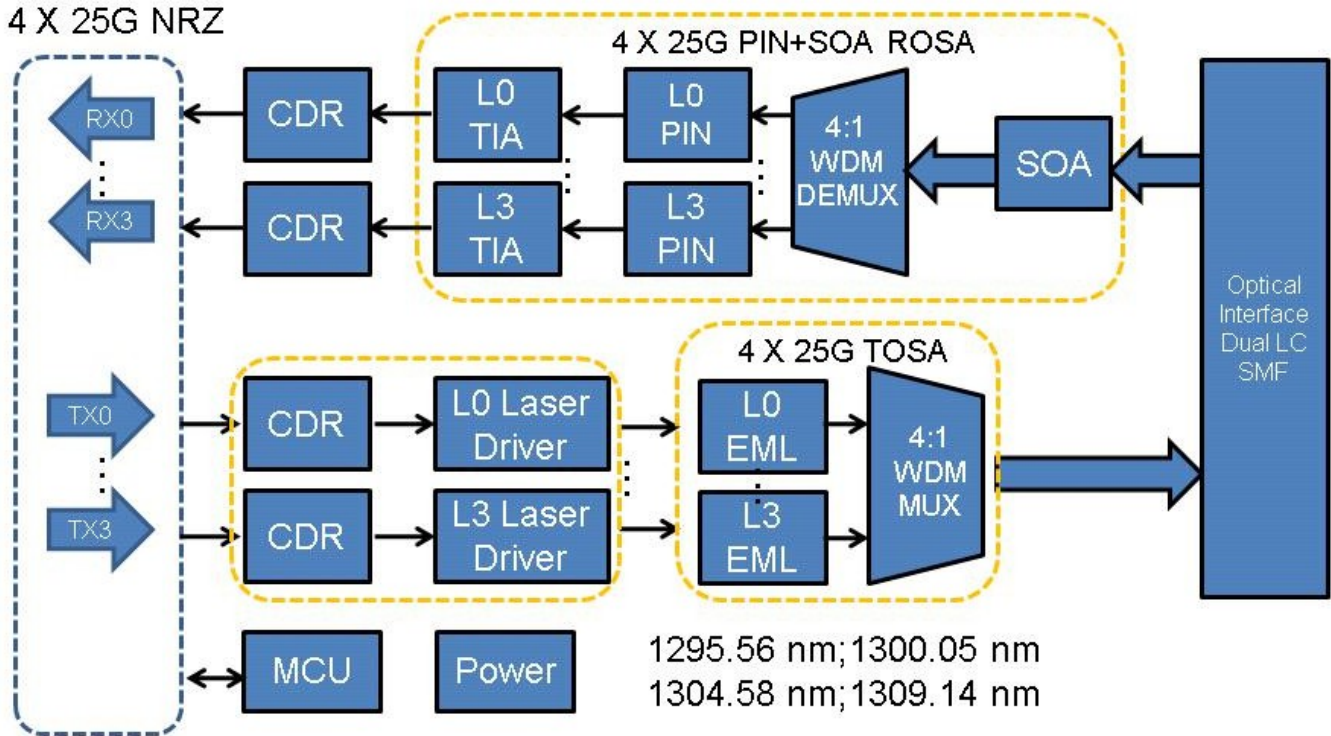 4 X 25G NRZ
4 X 25G PIN+SOA ROSA
RX0
CDR
L0
TIA
L0
PIN
4:1
WDM
DEMUX
SOA
RX3
CDR
L3
TIA
L3
PIN
Optical
Interface
Dual LC
SMF
4 X 25G TOSA
TX0
CDR
L0 Laser
Driver
L0
EML
4:1
WDM
MUX
TX3
CDR
L3 Laser
Driver
L3
EML
MCU
Power
1295.56 nm;1300.05 nm
1304.58 nm;1309.14 nm